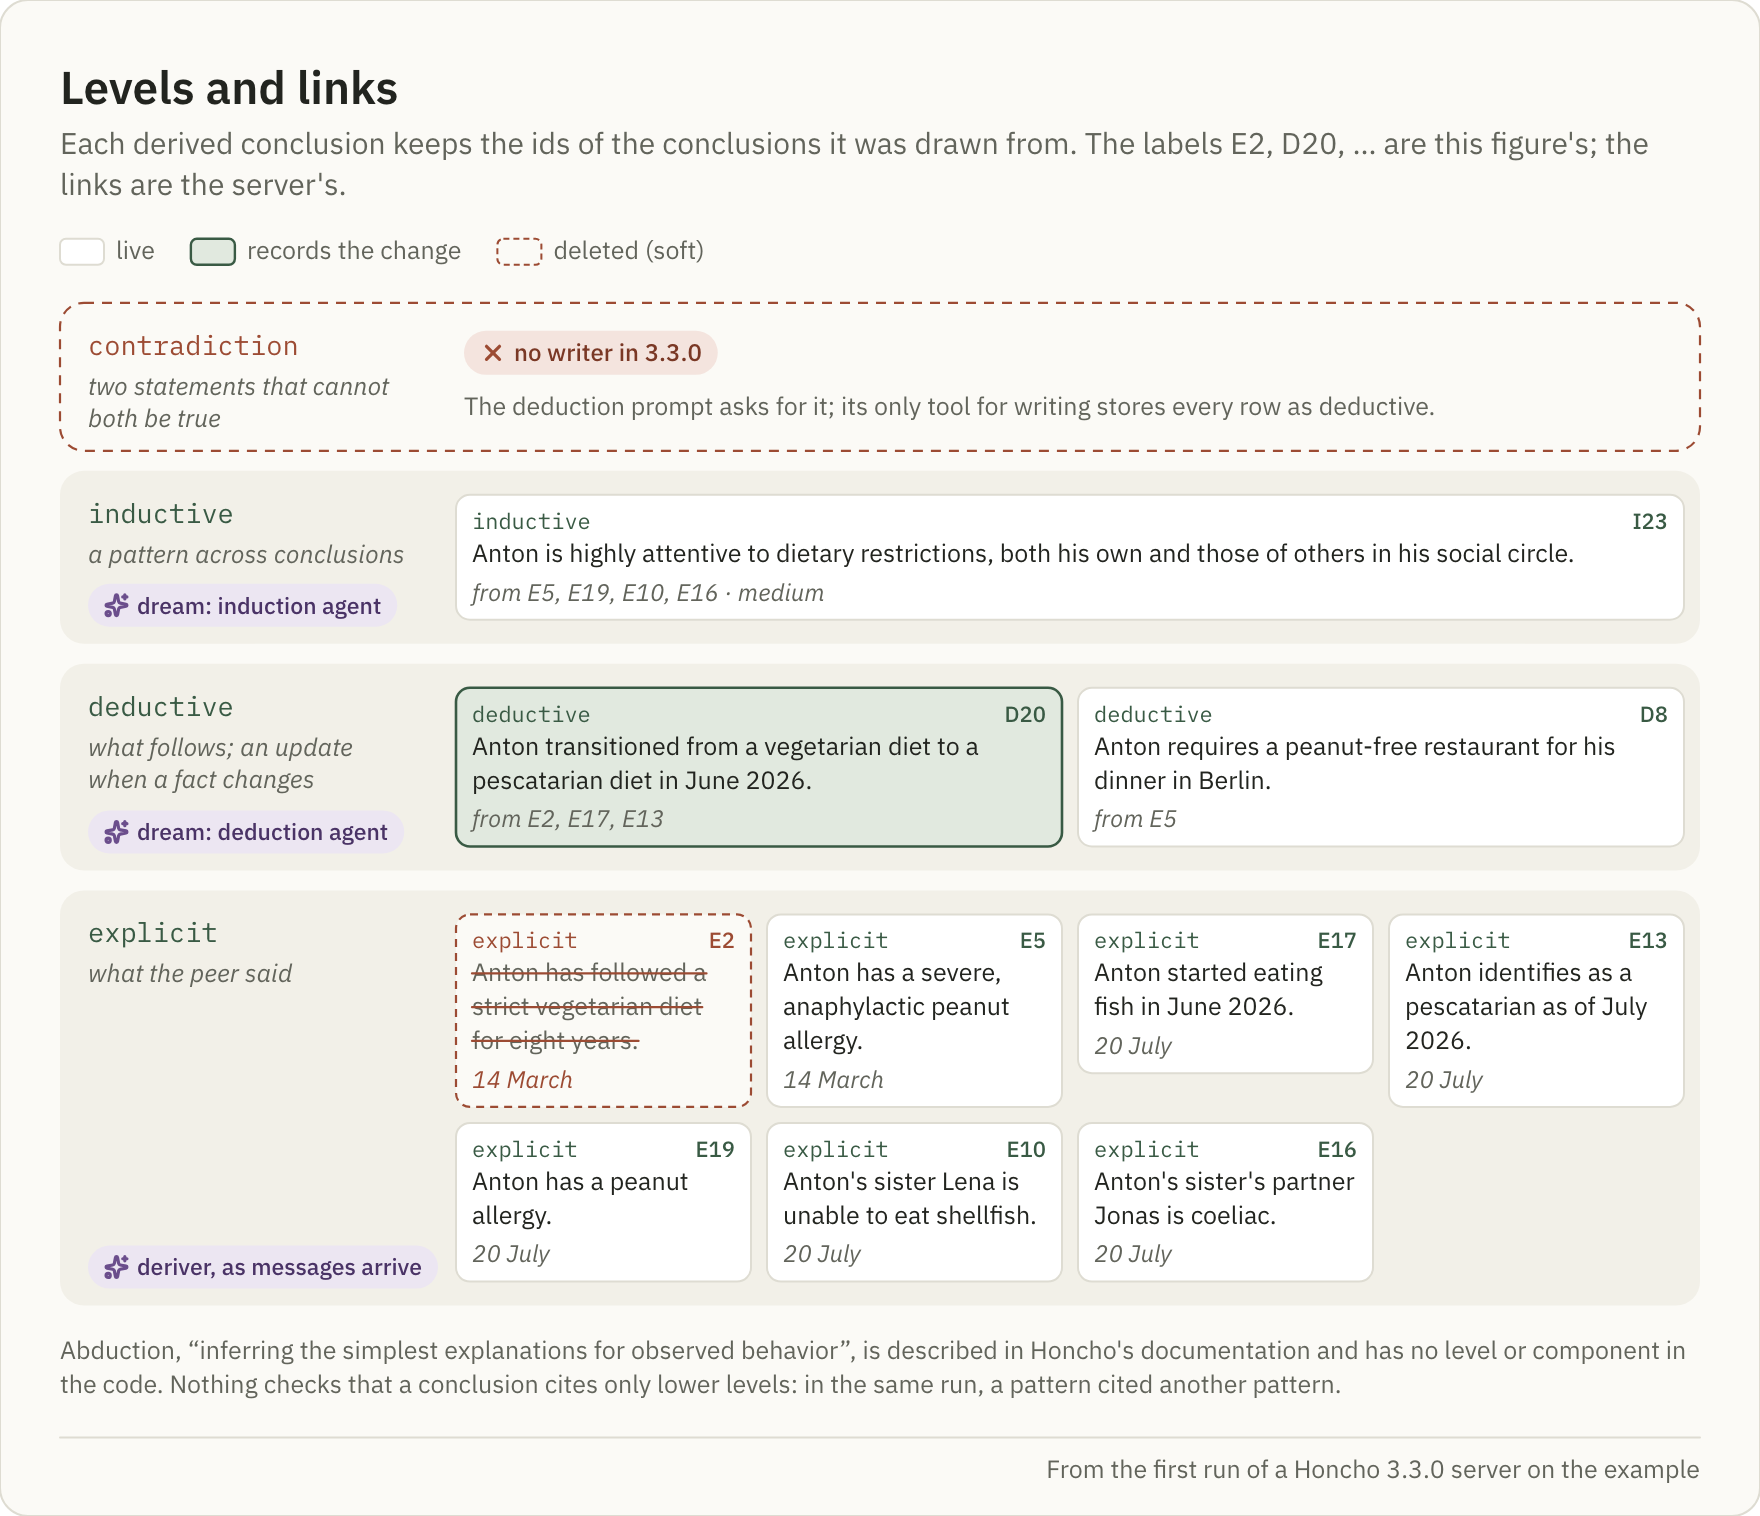 Levels and links
Each derived conclusion keeps the ids of the conclusions it was drawn from. The labels E2, D20, … are this figure's; the
links are the server's.
live
records the change
deleted (soft)
contradiction
two statements that cannot
both be true
no writer in 3.3.0
The deduction prompt asks for it; its only tool for writing stores every row as deductive.
inductive
a pattern across conclusions
dream: induction agent
inductive I23
Anton is highly attentive to dietary restrictions, both his own and those of others in his social circle.
from E5, E19, E10, E16 · medium
deductive
what follows; an update
when a fact changes
dream: deduction agent
deductive D20
Anton transitioned from a vegetarian diet to a
pescatarian diet in June 2026.
from E2, E17, E13
deductive D8
Anton requires a peanut-free restaurant for his
dinner in Berlin.
from E5
explicit
what the peer said
deriver, as messages arrive
explicit E2
Anton has followed a
strict vegetarian diet
for eight years.
14 March
explicit E5
Anton has a severe,
anaphylactic peanut
allergy.
14 March
explicit E17
Anton started eating
fish in June 2026.
20 July
explicit E13
Anton identifies as a
pescatarian as of July
2026.
20 July
explicit E19
Anton has a peanut
allergy.
20 July
explicit E10
Anton's sister Lena is
unable to eat shellfish.
20 July
explicit E16
Anton's sister's partner
Jonas is coeliac.
20 July
Abduction, “inferring the simplest explanations for observed behavior”, is described in Honcho's documentation and has no level or component in
the code. Nothing checks that a conclusion cites only lower levels: in the same run, a pattern cited another pattern.
From the first run of a Honcho 3.3.0 server on the example